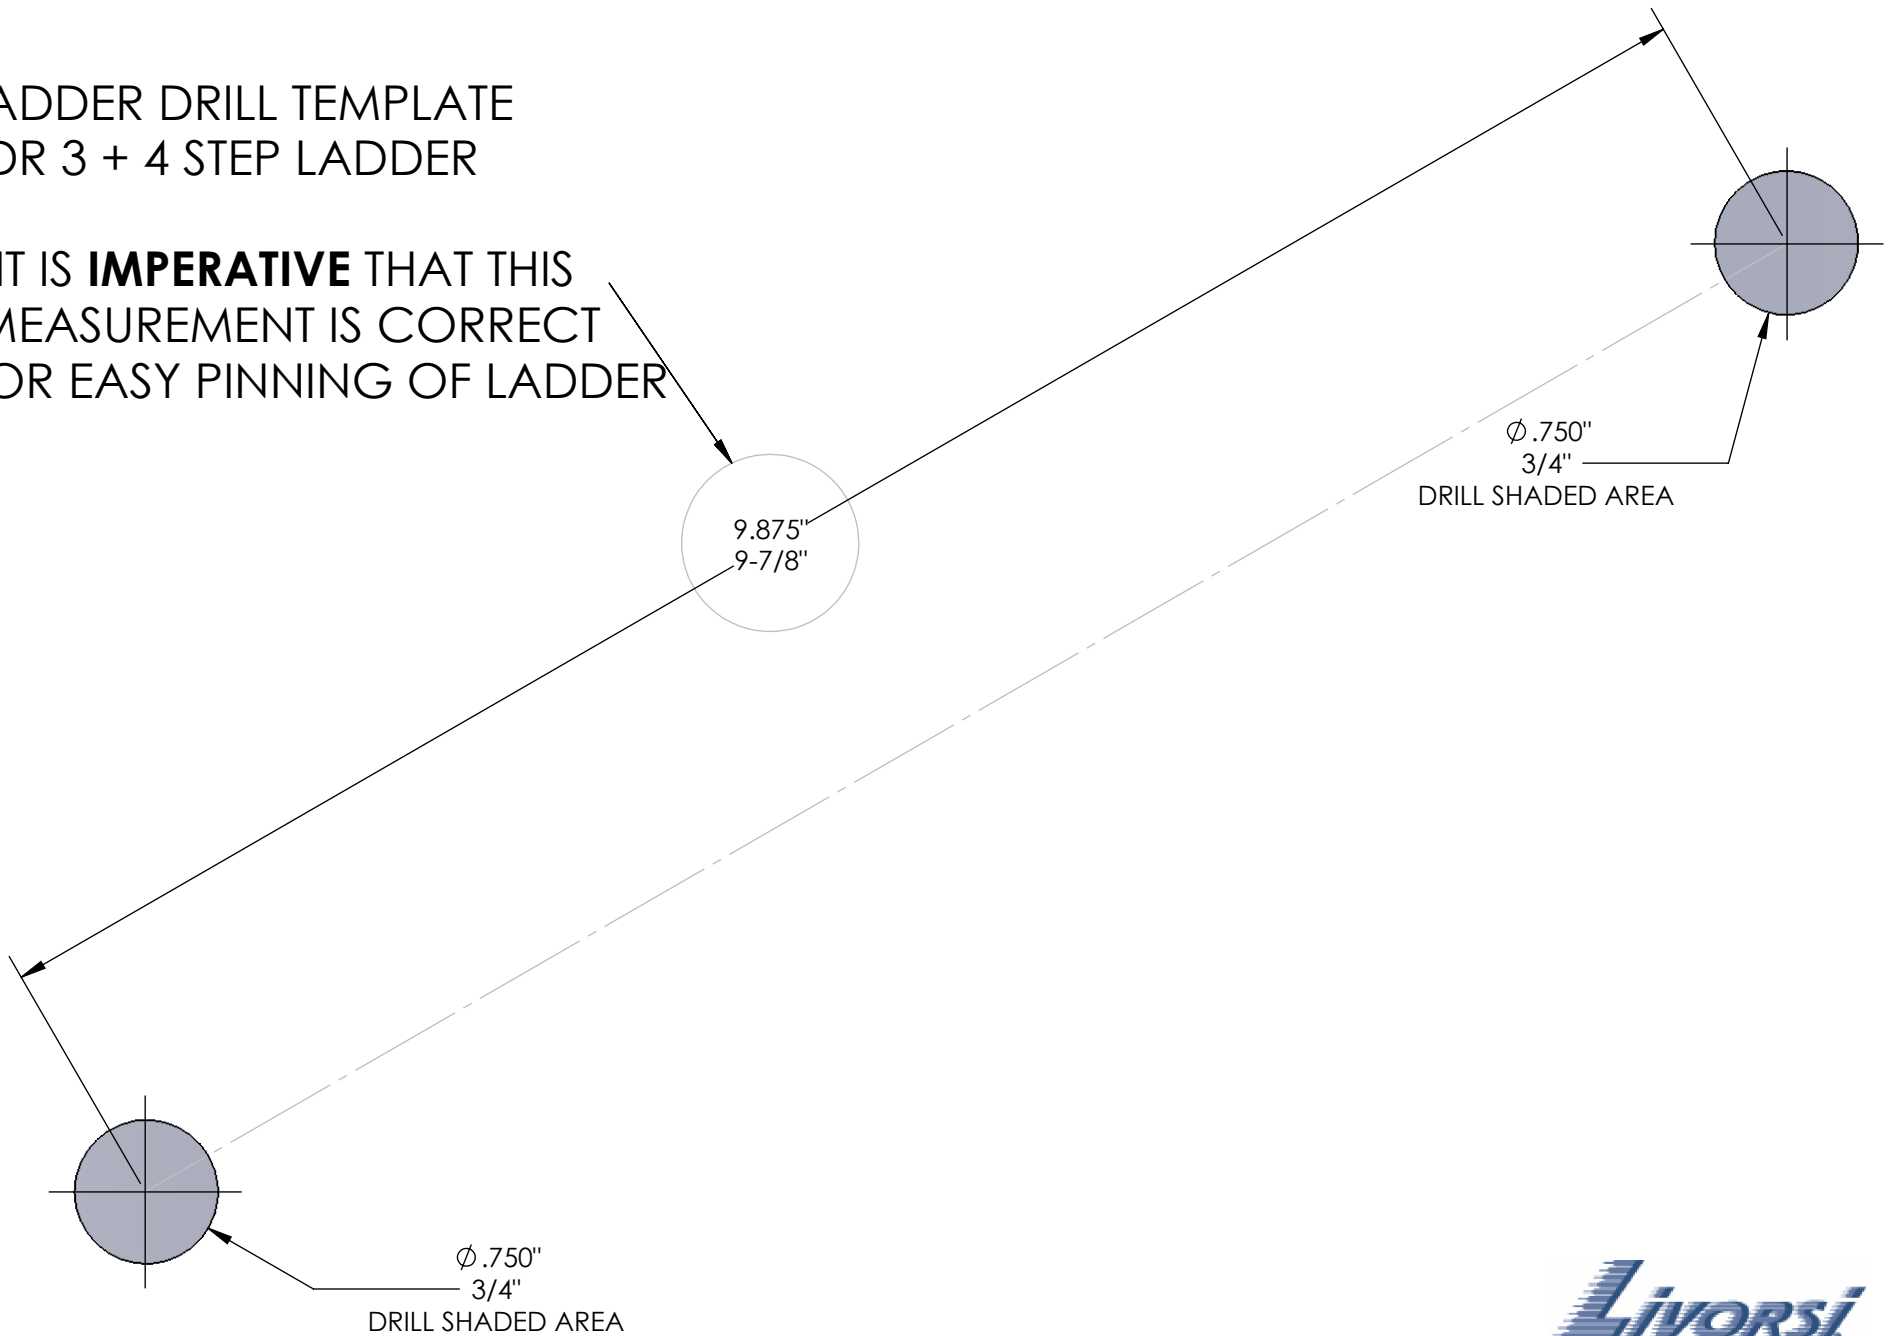 ADDER DRILL TEMPLATE
OR 3 + 4 STEP LADDER
IT IS IMPERATIVE THAT THIS
MEASUREMENT IS CORRECT
OR EASY PINNING OF LADDER
9.875"
9-7/8"
⌀.750"
3/4"
DRILL SHADED AREA
⌀.750"
3/4"
DRILL SHADED AREA
LIVORSI